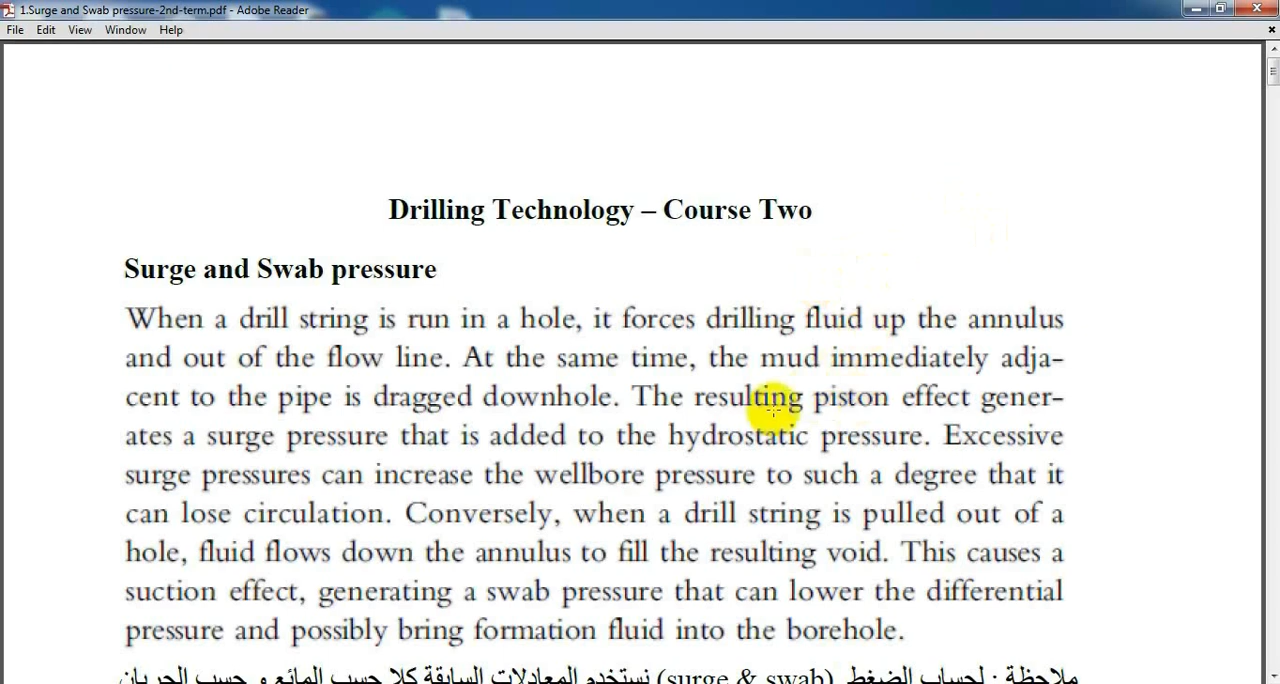 1.Surge and Swab pressure-2nd-term.pdf - Adobe Reader
File Edit View Window Help
Drilling Technology – Course Two
Surge and Swab pressure
When a drill string is run in a hole, it forces drilling fluid up the annulus
and out of the flow line. At the same time, the mud immediately adja-
cent to the pipe is dragged downhole. The resulting piston effect gener-
ates a surge pressure that is added to the hydrostatic pressure. Excessive
surge pressures can increase the wellbore pressure to such a degree that it
can lose circulation. Conversely, when a drill string is pulled out of a
hole, fluid flows down the annulus to fill the resulting void. This causes a
suction effect, generating a swab pressure that can lower the differential
pressure and possibly bring formation fluid into the borehole.
ملاحظة : لحساب الضغط (surge & swab) نستخدم المعادلات السابقة كلا حسب المائع و حسب الجريان